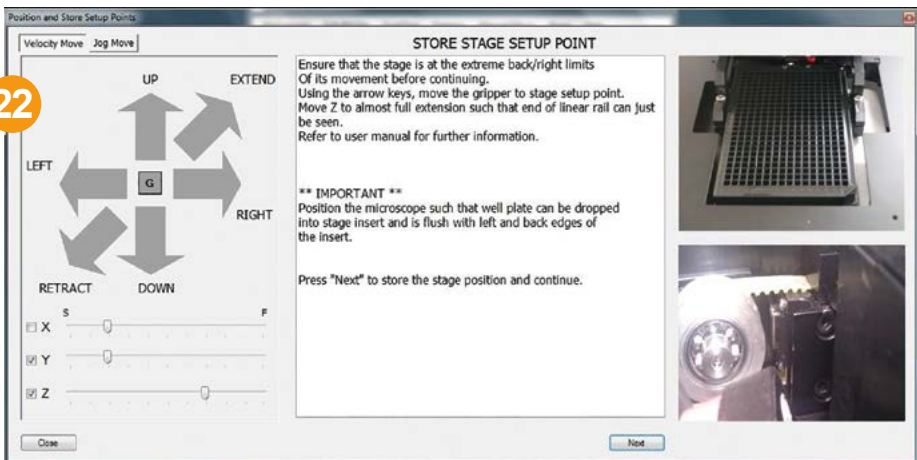 Position and Store Setup Points
Velocity Move Jog Move
22
UP EXTEND
LEFT
G
RIGHT
RETRACT DOWN
S F
X
Y
Z
STORE STAGE SETUP POINT
Ensure that the stage is at the extreme back/right limits
Of its movement before continuing.
Using the arrow keys, move the gripper to stage setup point.
Move Z to almost full extension such that end of linear rail can just
be seen.
Refer to user manual for further information.
** IMPORTANT **
Position the microscope such that well plate can be dropped
into stage insert and is flush with left and back edges of
the insert.
Press "Next" to store the stage position and continue.
Close Next